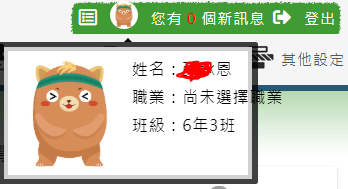 您有 0 個新訊息 登出
其他設定
姓名：恩
職業：尚未選擇職業
班級：6年3班